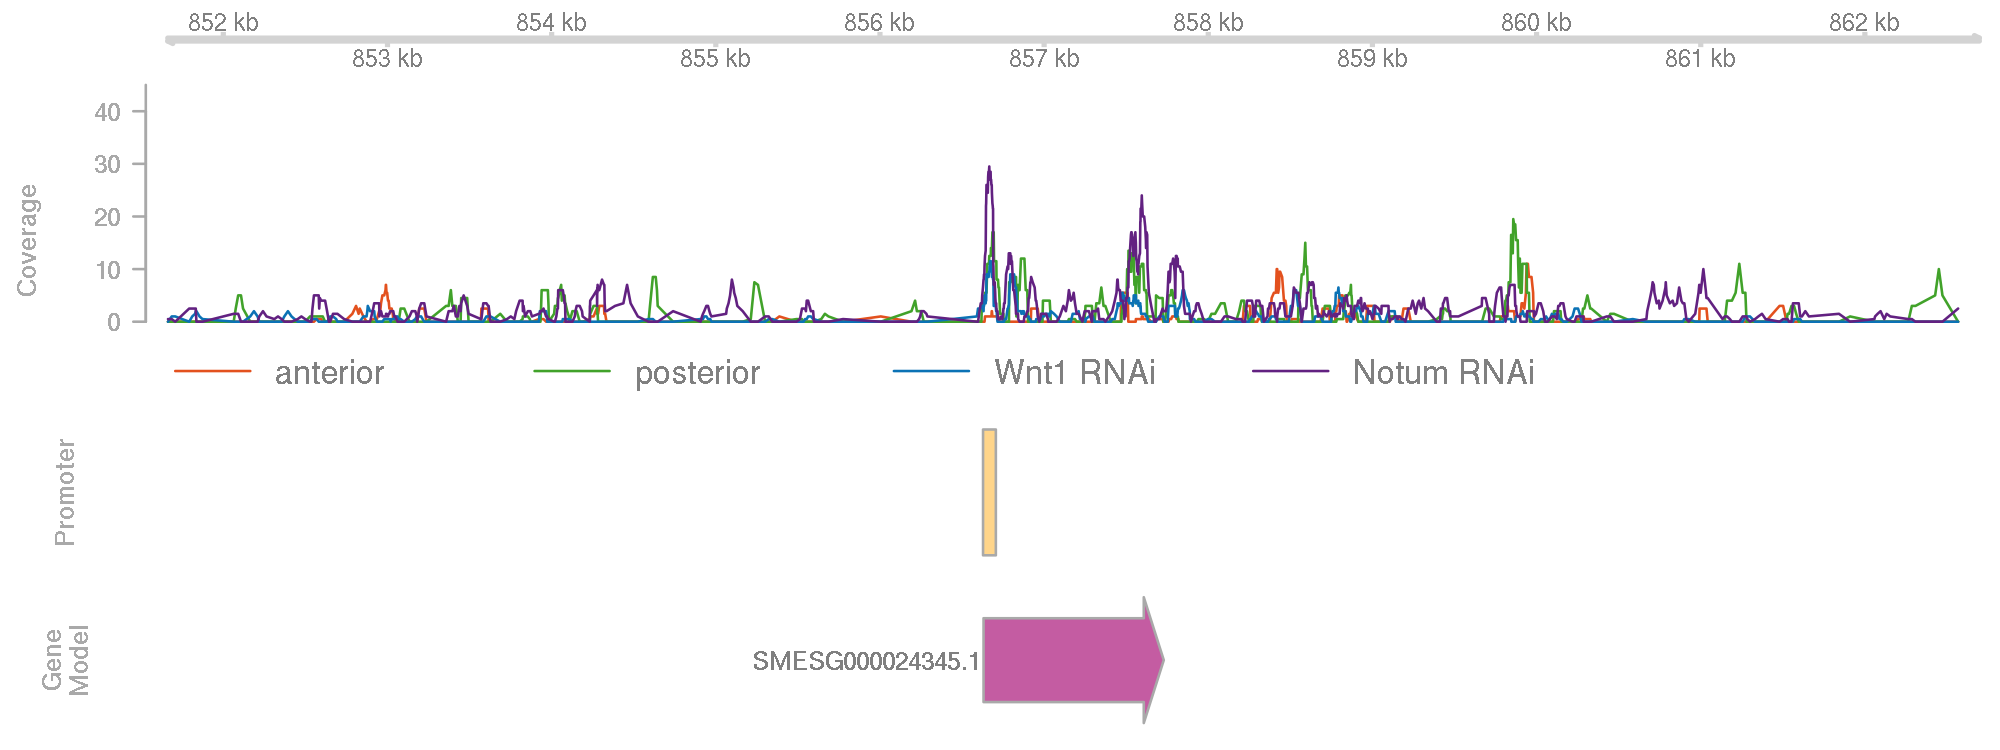 852 kb 854 kb 856 kb 858 kb 860 kb 862 kb
853 kb 855 kb 857 kb 859 kb 861 kb
40
30
20
10
0
Coverage
anterior posterior Wnt1 RNAi Notum RNAi
Promoter
Gene
Model
SMESG000024345.1